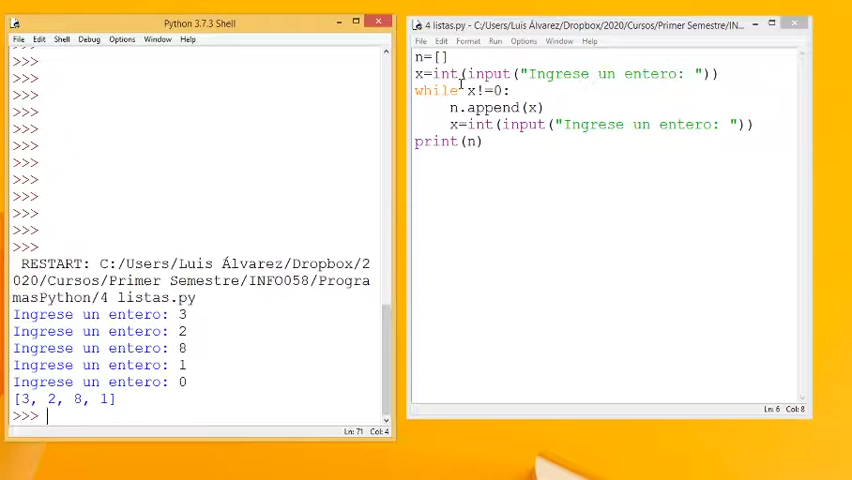 Python 3.7.3 Shell
File Edit Shell Debug Options Window Help
>>>
>>>
>>>
>>>
>>>
>>>
>>>
>>>
>>>
>>>
>>>
>>>
RESTART: C:/Users/Luis Álvarez/Dropbox/2
020/Cursos/Primer Semestre/INFO058/Progra
masPython/4 listas.py
Ingrese un entero: 3
Ingrese un entero: 2
Ingrese un entero: 8
Ingrese un entero: 1
Ingrese un entero: 0
[3, 2, 8, 1]
>>>
Ln: 71 Col: 4
4 listas.py - C:/Users/Luis Álvarez/Dropbox/2020/Cursos/Primer Semestre/IN...
File Edit Format Run Options Window Help
n=[]
x=int(input("Ingrese un entero: "))
while x!=0:
    n.append(x)
    x=int(input("Ingrese un entero: "))
print(n)
Ln: 6 Col: 8